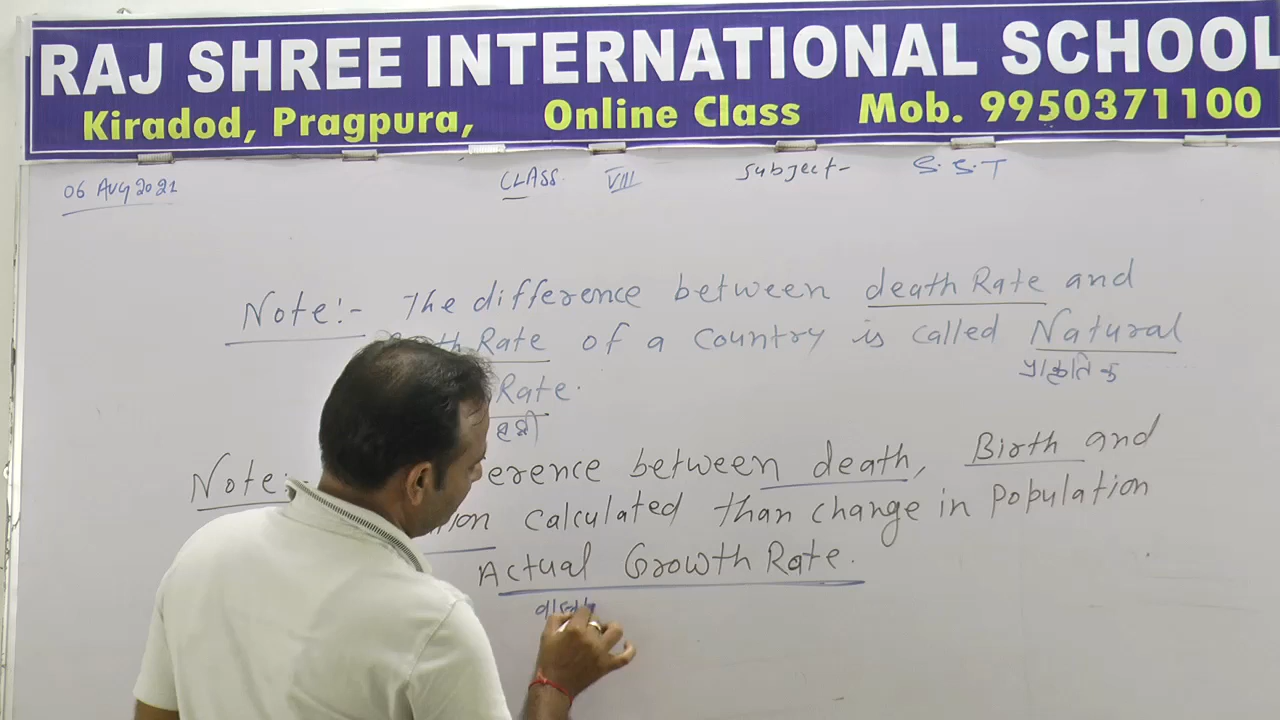 RAJ SHREE INTERNATIONAL SCHOOL
Kiradod, Pragpura, Online Class Mob. 9950371100
06 Aug 2021 CLASS VIII Subject- S.S.T
Note:- The difference between death Rate and
Rate of a country is called Natural
प्राकृतिक
Rate.
Note: between death, Birth and
calculated than change in population
Actual Growth Rate.